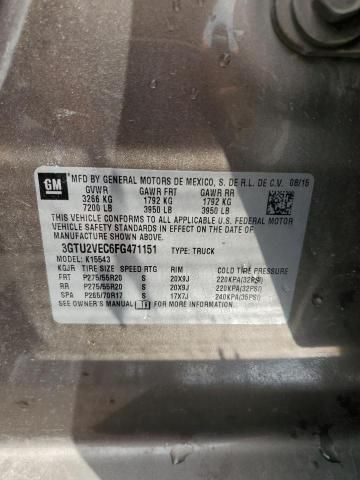 GM
MFD BY GENERAL MOTORS DE MEXICO, S. DE R.L. DE C.V. 08/15
GVWR GAWR FRT GAWR RR
3266 KG 1792 KG 1792 KG
7200 LB 3950 LB 3950 LB
THIS VEHICLE CONFORMS TO ALL APPLICABLE U.S. FEDERAL MOTOR
VEHICLE SAFETY STANDARDS IN EFFECT ON THE DATE OF
MANUFACTURE SHOWN ABOVE.
3GTU2VEC6FG471151 TYPE: TRUCK
MODEL: K15543
KGJR TIRE SIZE SPEED RTG RIM COLD TIRE PRESSURE
FRT P275/55R20 S 20X9J 220KPA(32PSI)
RR P275/55R20 S 20X9J 220KPA(32PSI)
SPA P265/70R17 S 17X7J 240KPA(35PSI)
SEE OWNER'S MANUAL FOR MORE INFORMATION.